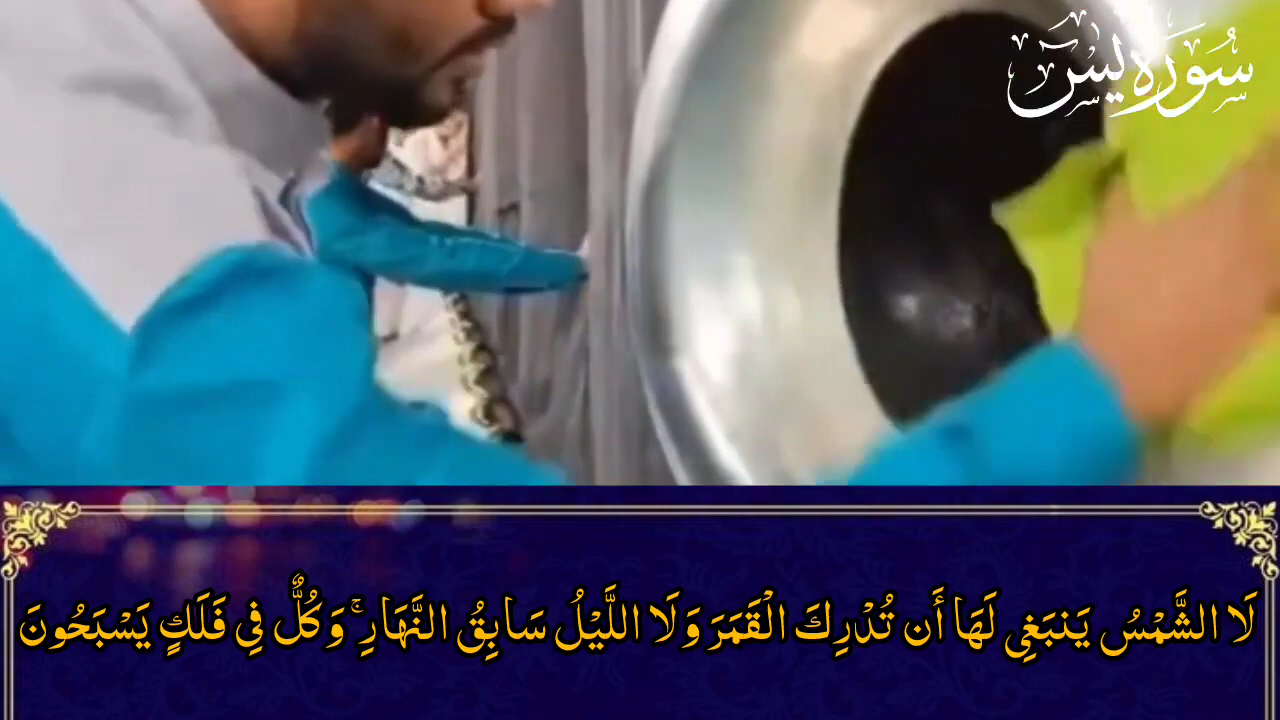 سُورَةُ يس
لَا الشَّمْسُ يَنبَغِي لَهَا أَن تُدْرِكَ الْقَمَرَ وَلَا اللَّيْلُ سَابِقُ النَّهَارِ ۚ وَكُلٌّ فِي فَلَكٍ يَسْبَحُونَ